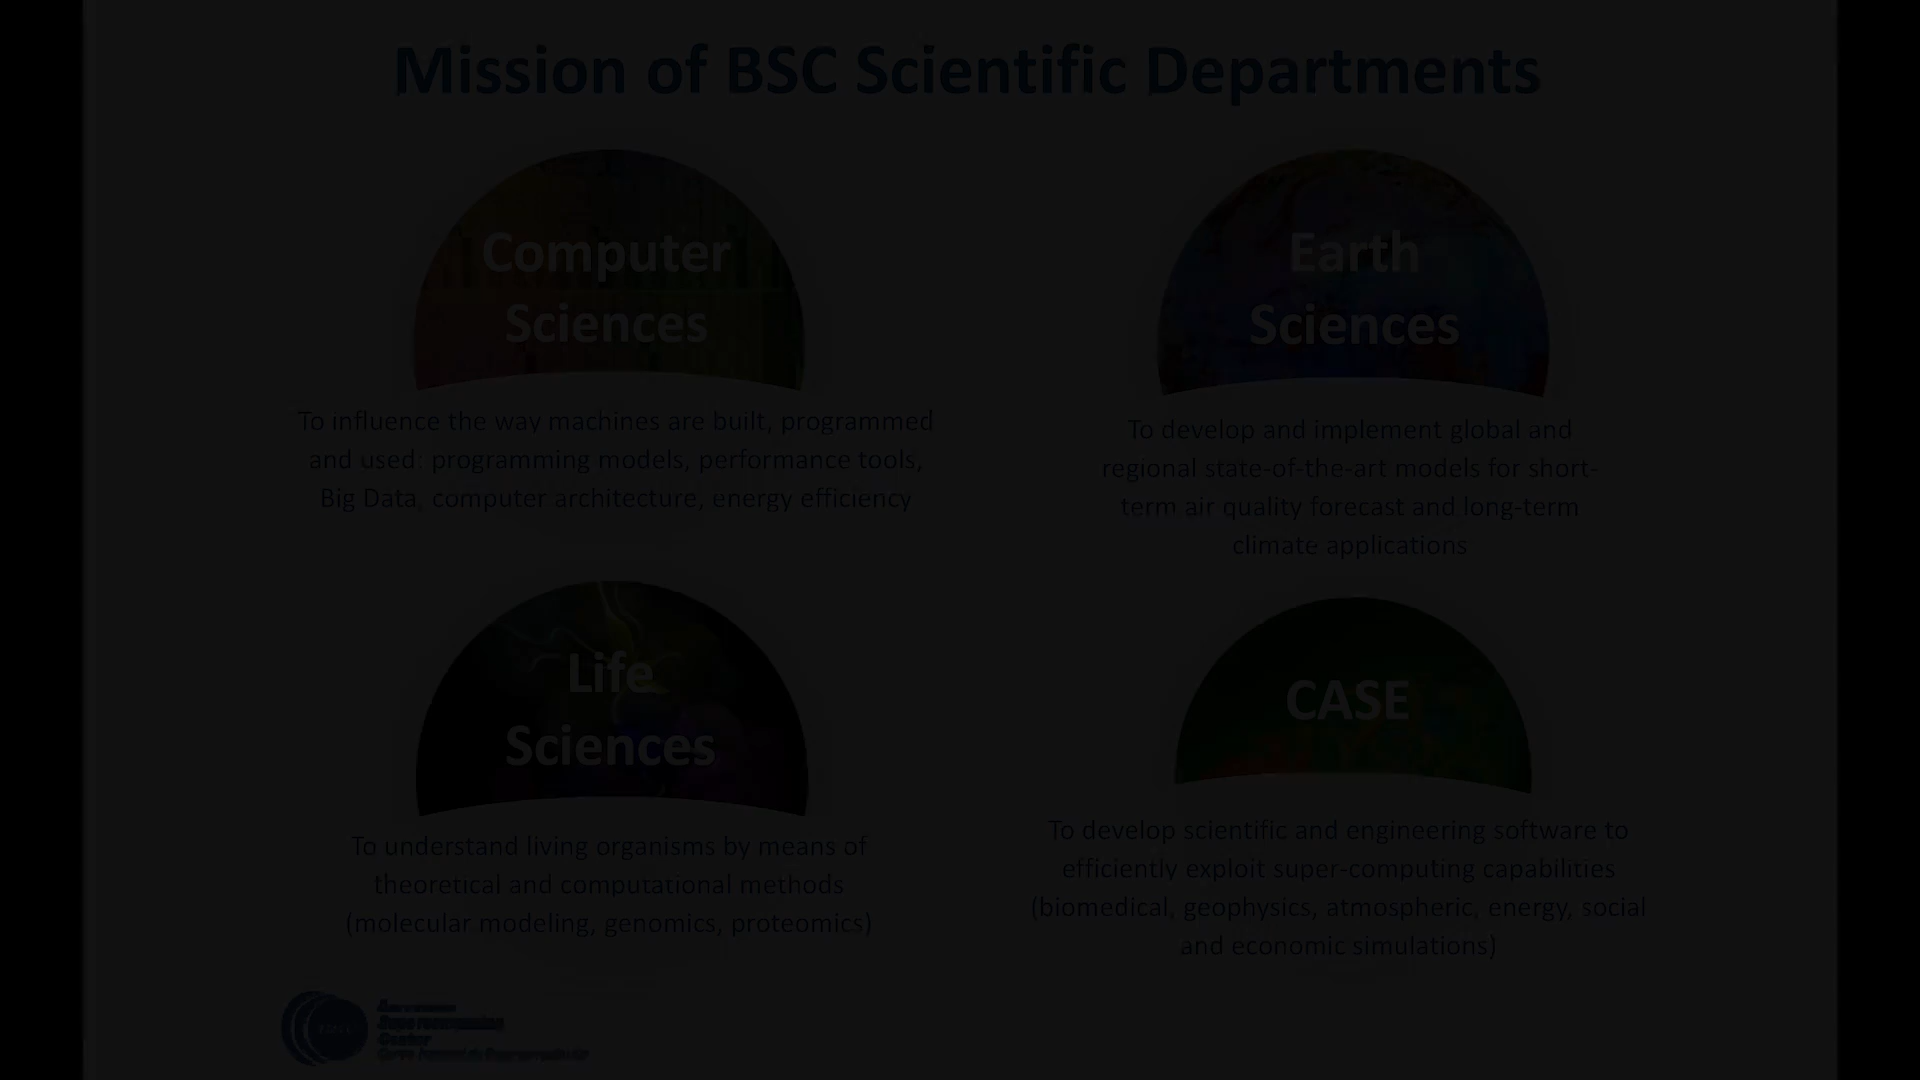 Mission of BSC Scientific Departments
Computer
Sciences
To influence the way machines are built, programmed
and used: programming models, performance tools,
Big Data, computer architecture, energy efficiency
Earth
Sciences
To develop and implement global and
regional state-of-the-art models for short-
term air quality forecast and long-term
climate applications
Life
Sciences
To understand living organisms by means of
theoretical and computational methods
(molecular modeling, genomics, proteomics)
CASE
To develop scientific and engineering software to
efficiently exploit super-computing capabilities
(biomedical, geophysics, atmospheric, energy, social
and economic simulations)
Barcelona
Supercomputing
Center